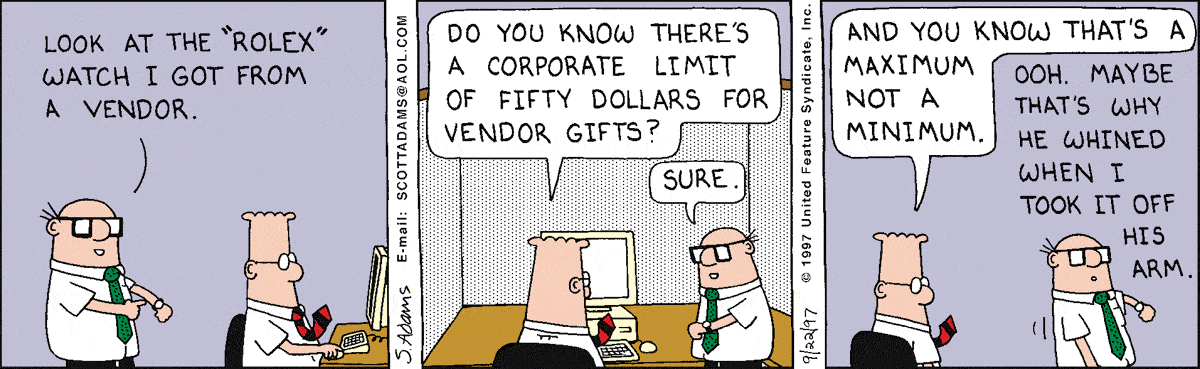 LOOK AT THE "ROLEX"
WATCH I GOT FROM
A VENDOR.
S.Adams
E-mail: SCOTTADAMS@AOL.COM
DO YOU KNOW THERE'S
A CORPORATE LIMIT
OF FIFTY DOLLARS FOR
VENDOR GIFTS?
SURE.
9/22/97
© 1997 United Feature Syndicate, Inc.
AND YOU KNOW THAT'S A
MAXIMUM
NOT A
MINIMUM.
OOH. MAYBE
THAT'S WHY
HE WHINED
WHEN I
TOOK IT OFF
HIS
ARM.